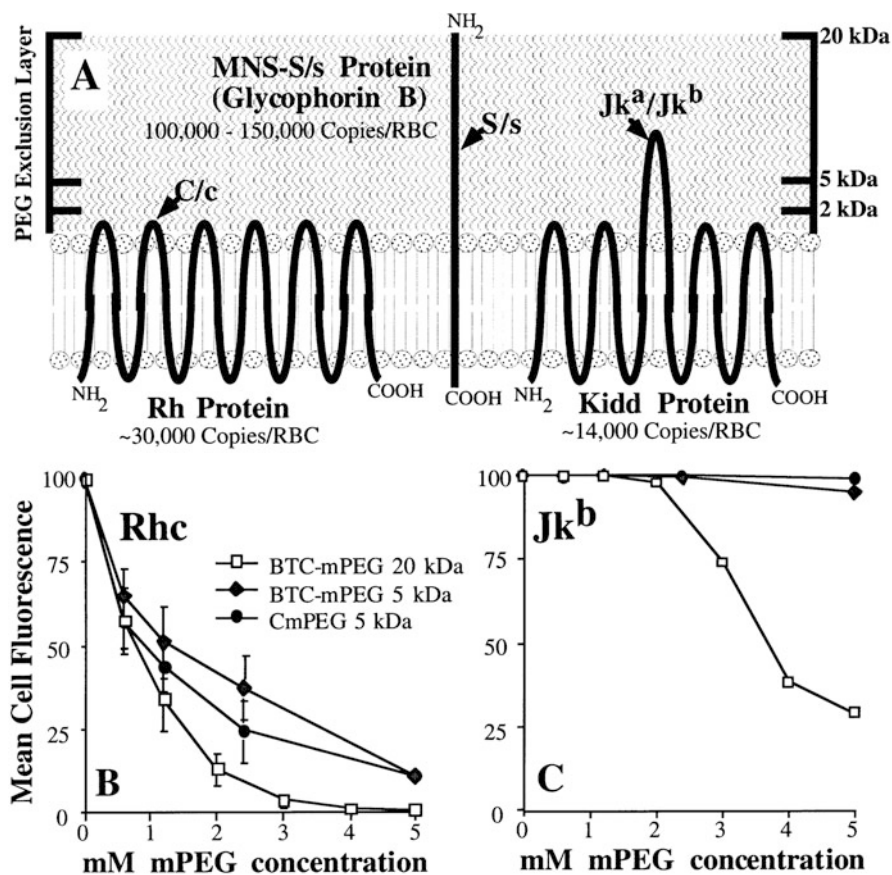 NH2
20 kDa
PEG Exclusion Layer
A
MNS-S/s Protein
(Glycophorin B)
100,000 - 150,000 Copies/RBC
S/s
Jka/Jkb
C/c
5 kDa
2 kDa
NH2
COOH
Rh Protein
~30,000 Copies/RBC
COOH
NH2
Kidd Protein
~14,000 Copies/RBC
COOH
Mean Cell Fluorescence
100
75
50
25
0
Rhc
BTC-mPEG 20 kDa
BTC-mPEG 5 kDa
CmPEG 5 kDa
B
0 1 2 3 4 5
mM mPEG concentration
100
75
50
25
0
Jkb
C
0 1 2 3 4 5
mM mPEG concentration